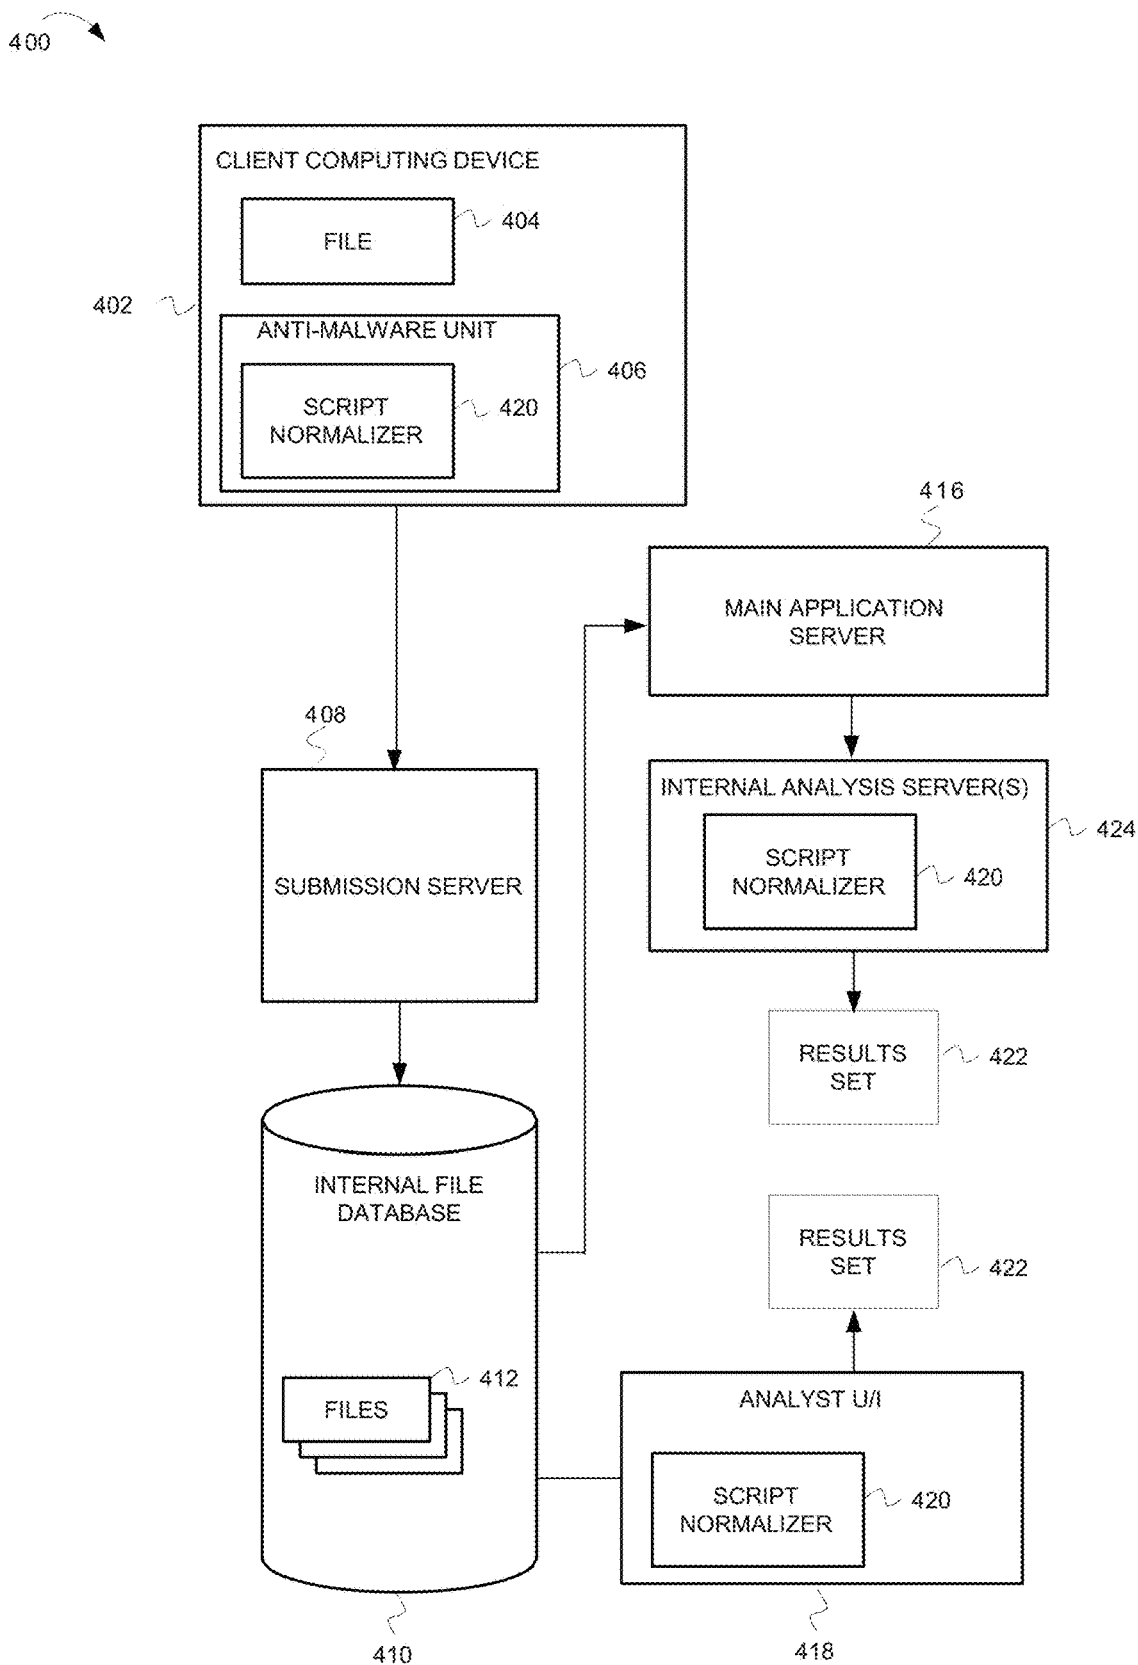 400
CLIENT COMPUTING DEVICE
FILE
404
402
ANTI-MALWARE UNIT
406
SCRIPT
NORMALIZER
420
416
MAIN APPLICATION
SERVER
408
SUBMISSION SERVER
INTERNAL ANALYSIS SERVER(S)
424
SCRIPT
NORMALIZER
420
RESULTS
SET
422
INTERNAL FILE
DATABASE
RESULTS
SET
422
412
FILES
ANALYST U/I
SCRIPT
NORMALIZER
420
410
418